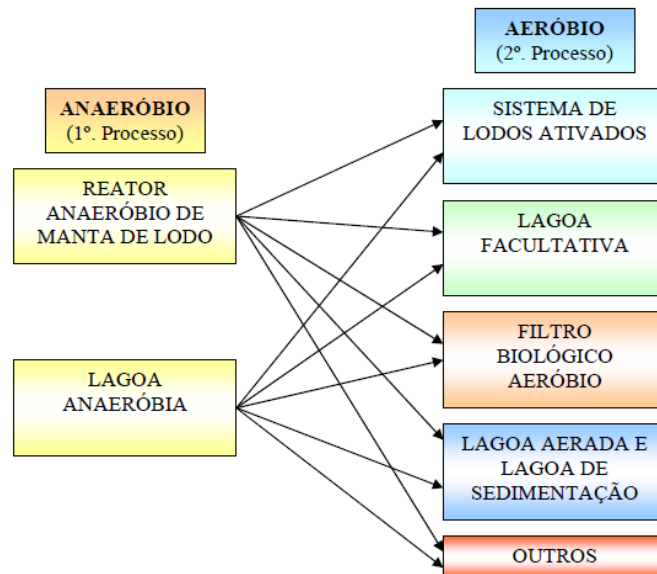 ANAERÓBIO
(1º. Processo)
REATOR
ANAERÓBIO DE
MANTA DE LODO
LAGOA
ANAERÓBIA
AERÓBIO
(2º. Processo)
SISTEMA DE
LODOS ATIVADOS
LAGOA
FACULTATIVA
FILTRO
BIOLÓGICO
AERÓBIO
LAGOA AERADA E
LAGOA DE
SEDIMENTAÇÃO
OUTROS